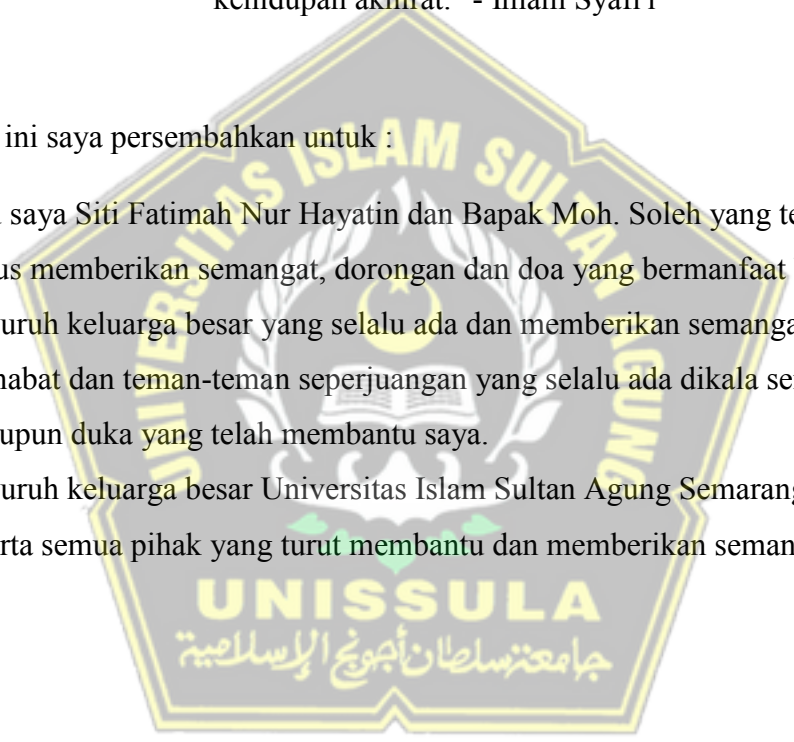 kehidupan akhirat." - Imam Syafi'i
ini saya persembahkan untuk :
saya Siti Fatimah Nur Hayatin dan Bapak Moh. Soleh yang te
us memberikan semangat, dorongan dan doa yang bermanfaat
uruh keluarga besar yang selalu ada dan memberikan semanga
habat dan teman-teman seperjuangan yang selalu ada dikala se
upun duka yang telah membantu saya.
uruh keluarga besar Universitas Islam Sultan Agung Semarang
rta semua pihak yang turut membantu dan memberikan seman
UNIVERSITAS ISLAM SULTAN AGUNG
UNISSULA
جامعة سلطان أجونج الإسلامية